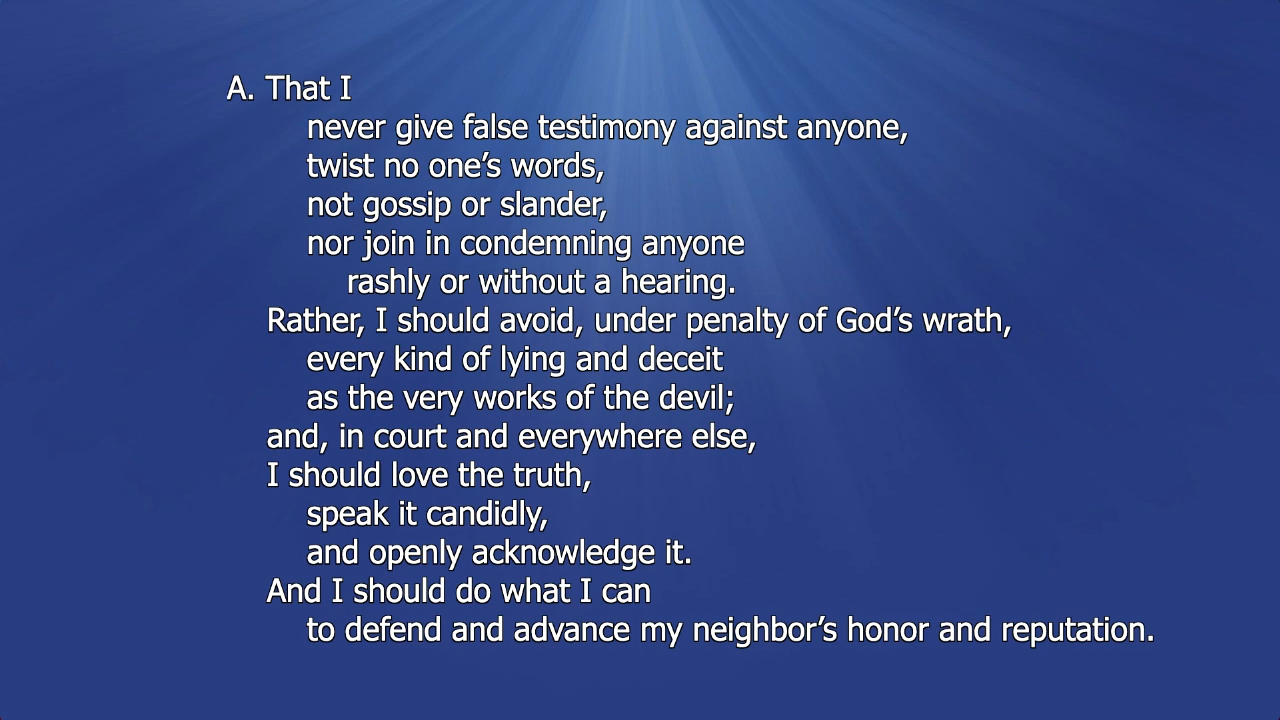 A. That I
never give false testimony against anyone,
twist no one’s words,
not gossip or slander,
nor join in condemning anyone
rashly or without a hearing.
Rather, I should avoid, under penalty of God’s wrath,
every kind of lying and deceit
as the very works of the devil;
and, in court and everywhere else,
I should love the truth,
speak it candidly,
and openly acknowledge it.
And I should do what I can
to defend and advance my neighbor’s honor and reputation.